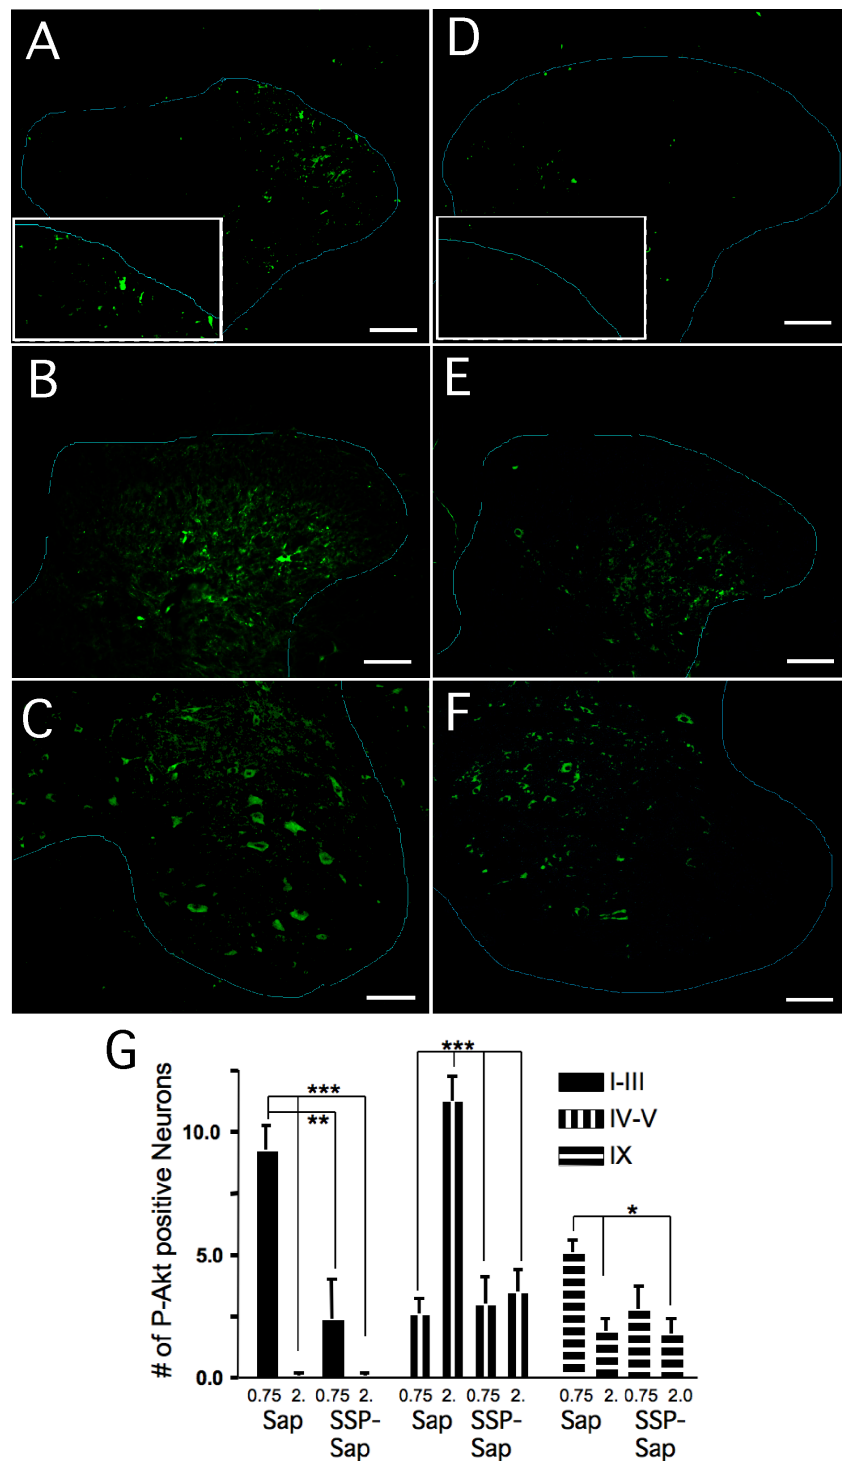 A
D
B
E
C
F
G
# of P-Akt positive Neurons
10.0
5.0
0.0
***
**
***
*
I-III
IV-V
IX
0.75 2. 0.75 2. 0.75 2. 0.75 2. 0.75 2. 0.75 2.0
Sap SSP- Sap SSP- Sap SSP-
Sap Sap Sap